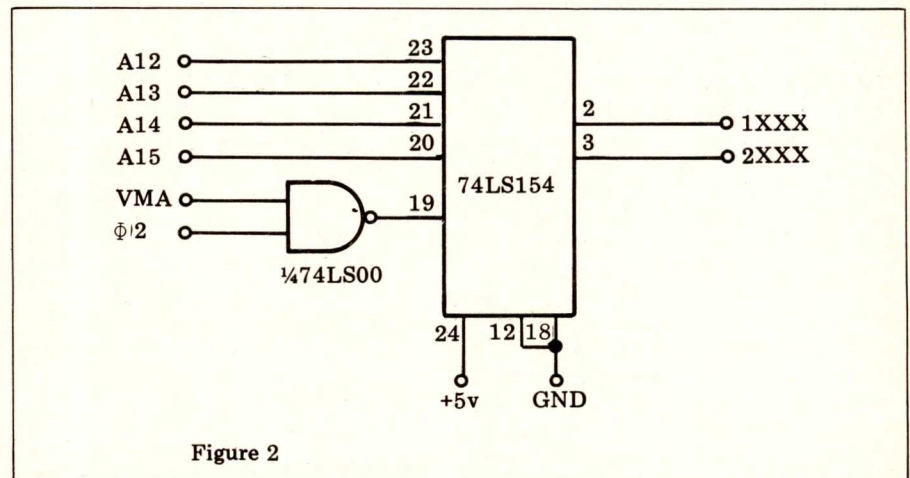 A12
23
A13
22
A14
21
A15
20
VMA
19
Φ2
¼74LS00
74LS154
2
1XXX
3
2XXX
24
12
18
+5v
GND
Figure 2